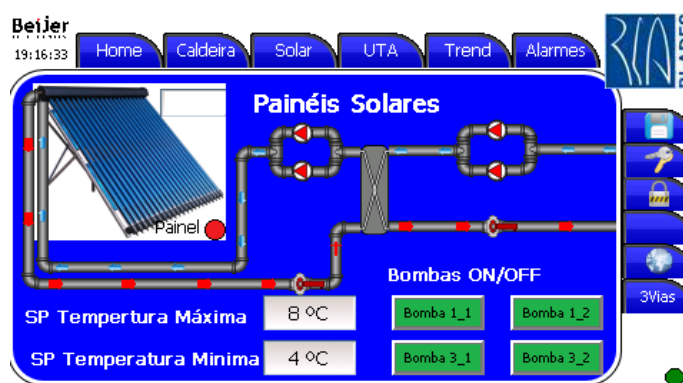 Beijer
19:16:33
Home
Caldeira
Solar
UTA
Trend
Alarmes
Painéis Solares
Painel
Bombas ON/OFF
3Vias
SP Tempertura Máxima
8 ºC
Bomba 1_1
Bomba 1_2
SP Temperatura Minima
4 ºC
Bomba 3_1
Bomba 3_2